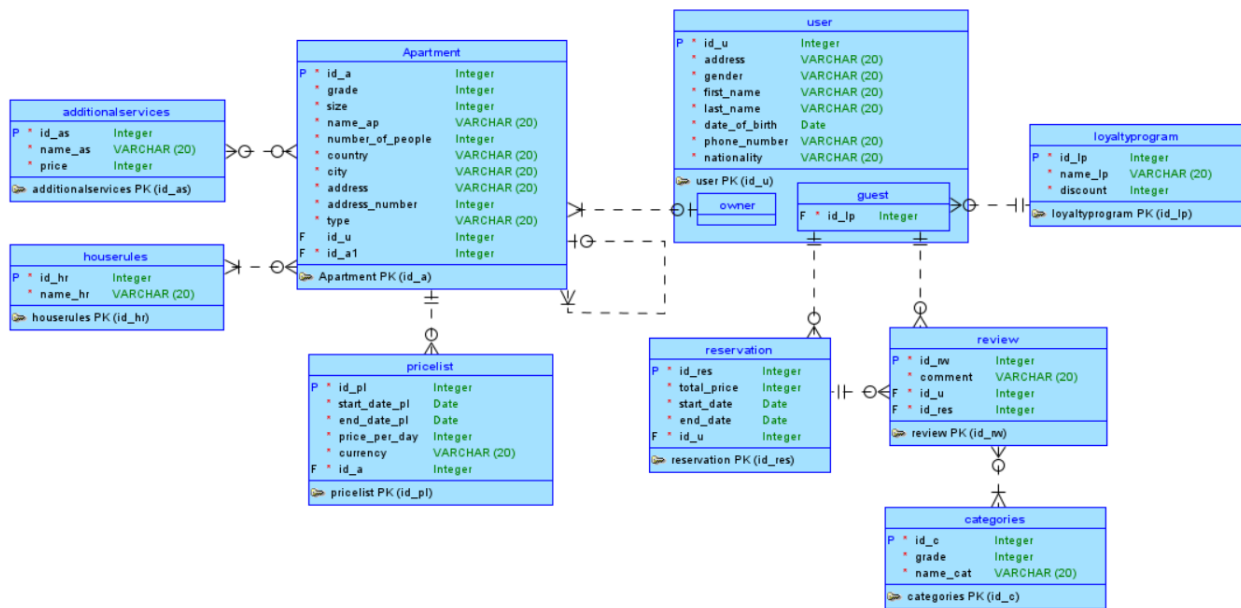 additionalservices
P * id_as Integer
* name_as VARCHAR (20)
* price Integer
additionalservices PK (id_as)
houserules
P * id_hr Integer
* name_hr VARCHAR (20)
houserules PK (id_hr)
Apartment
P * id_a Integer
* grade Integer
* size Integer
* name_ap VARCHAR (20)
* number_of_people Integer
* country VARCHAR (20)
* city VARCHAR (20)
* address VARCHAR (20)
* address_number Integer
* type VARCHAR (20)
F id_u Integer
F * id_a1 Integer
Apartment PK (id_a)
pricelist
P * id_pl Integer
* start_date_pl Date
* end_date_pl Date
* price_per_day Integer
* currency VARCHAR (20)
F * id_a Integer
pricelist PK (id_pl)
user
P * id_u Integer
* address VARCHAR (20)
* gender VARCHAR (20)
* first_name VARCHAR (20)
* last_name VARCHAR (20)
* date_of_birth Date
* phone_number VARCHAR (20)
* nationality VARCHAR (20)
user PK (id_u)
owner
guest
F * id_lp Integer
loyaltyprogram
P * id_lp Integer
* name_lp VARCHAR (20)
* discount Integer
loyaltyprogram PK (id_lp)
reservation
P * id_res Integer
* total_price Integer
* start_date Date
* end_date Date
F * id_u Integer
reservation PK (id_res)
review
P * id_rw Integer
* comment VARCHAR (20)
F * id_u Integer
F * id_res Integer
review PK (id_rw)
categories
P * id_c Integer
* grade Integer
* name_cat VARCHAR (20)
categories PK (id_c)